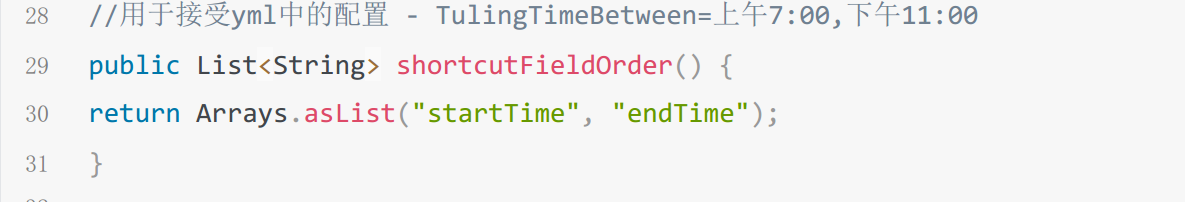 28 //用于接受yml中的配置 - TulingTimeBetween=上午7:00,下午11:00
29 public List<String> shortcutFieldOrder() {
30 return Arrays.asList("startTime", "endTime");
31 }